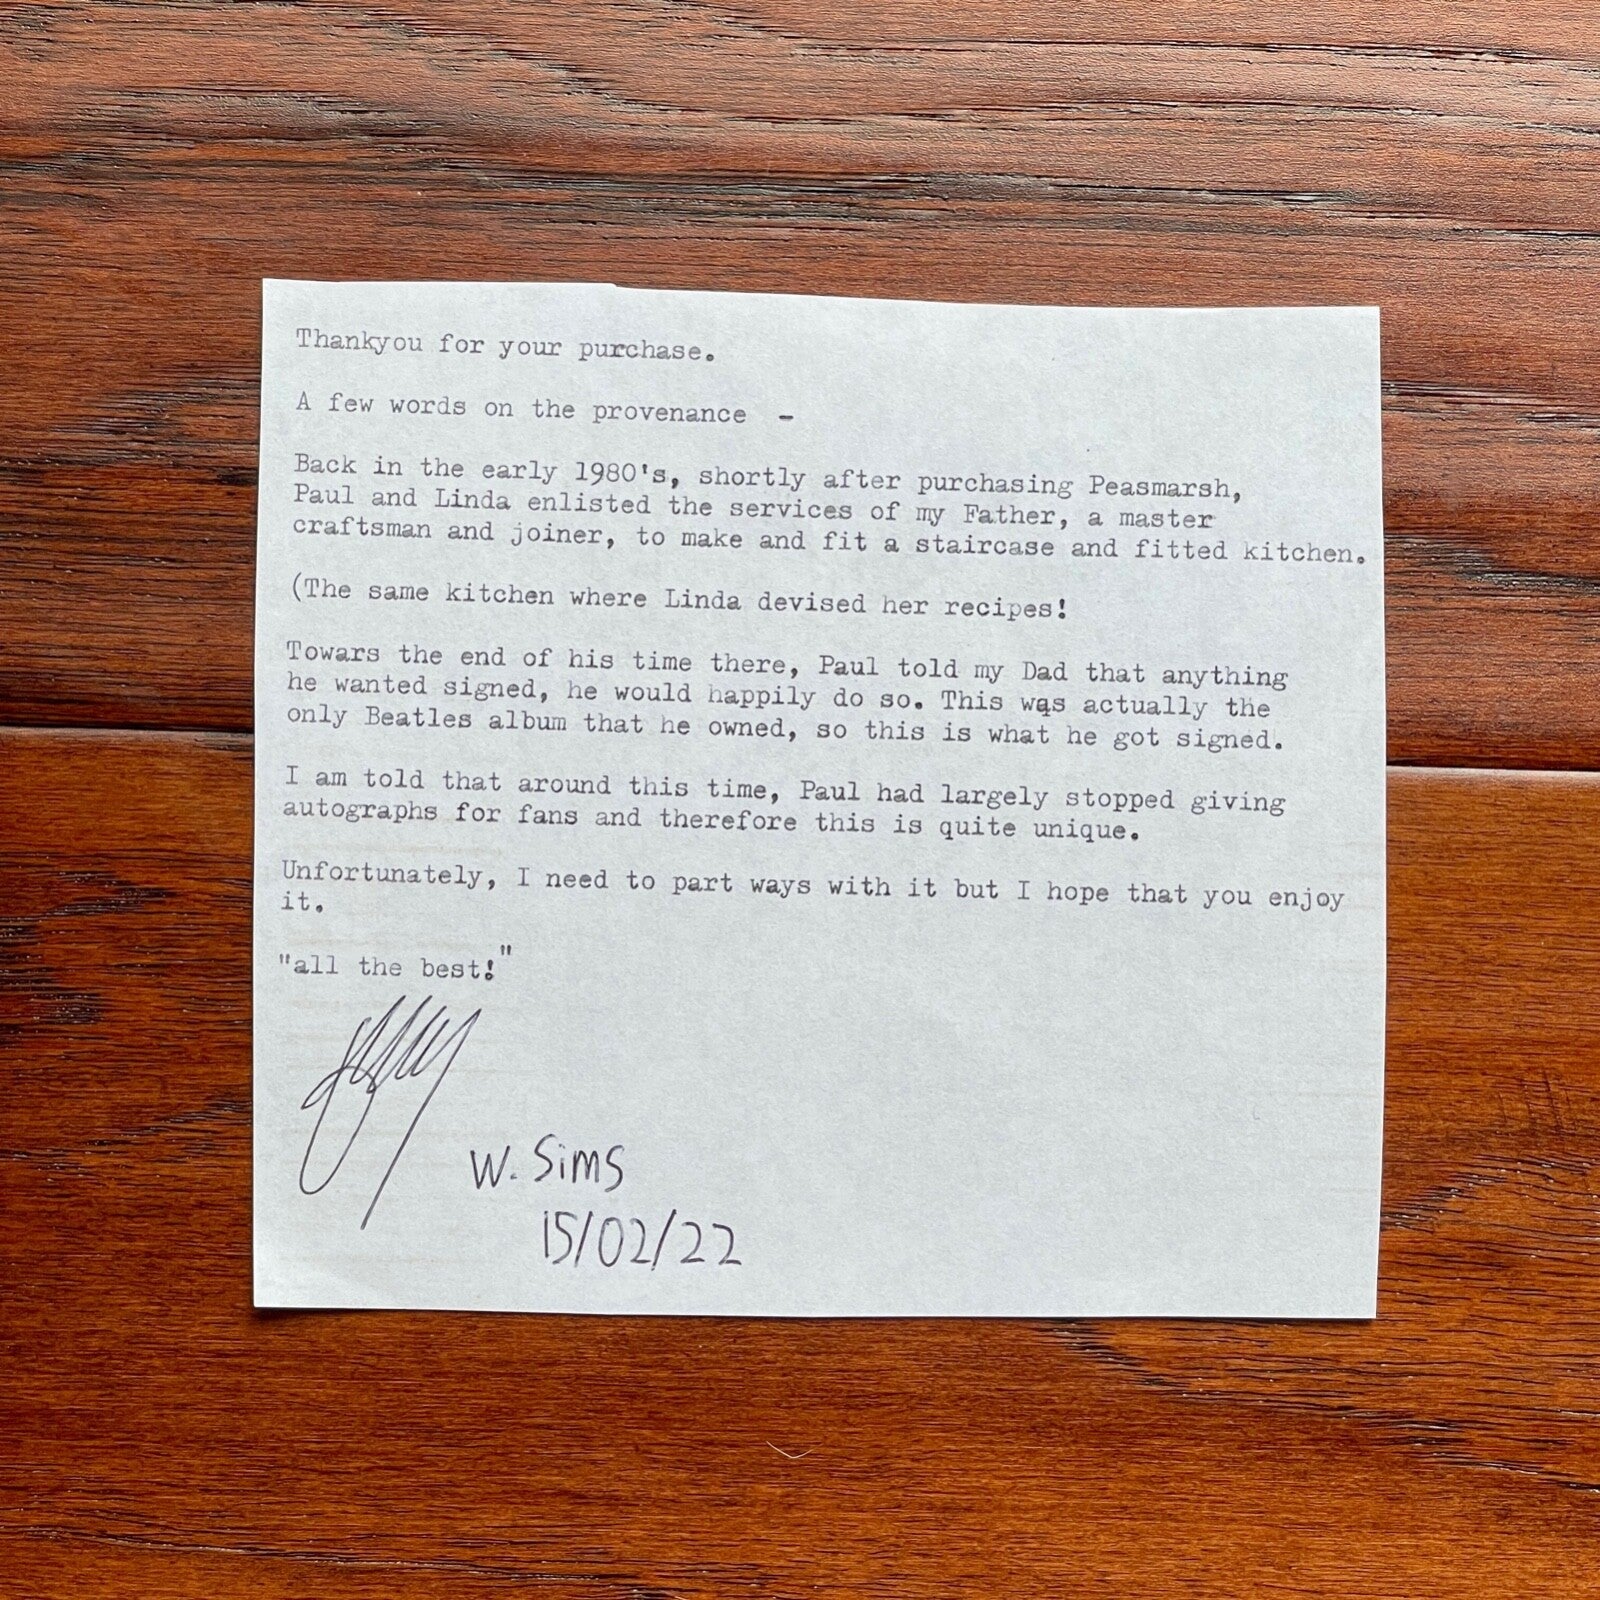 Thankyou for your purchase.
A few words on the provenance -
Back in the early 1980's, shortly after purchasing Peasmarsh,
Paul and Linda enlisted the services of my Father, a master
craftsman and joiner, to make and fit a staircase and fitted kitchen.
(The same kitchen where Linda devised her recipes!
Towars the end of his time there, Paul told my Dad that anything
he wanted signed, he would happily do so. This was actually the
only Beatles album that he owned, so this is what he got signed.
I am told that around this time, Paul had largely stopped giving
autographs for fans and therefore this is quite unique.
Unfortunately, I need to part ways with it but I hope that you enjoy
it.
"all the best!"
W. Sims
15/02/22